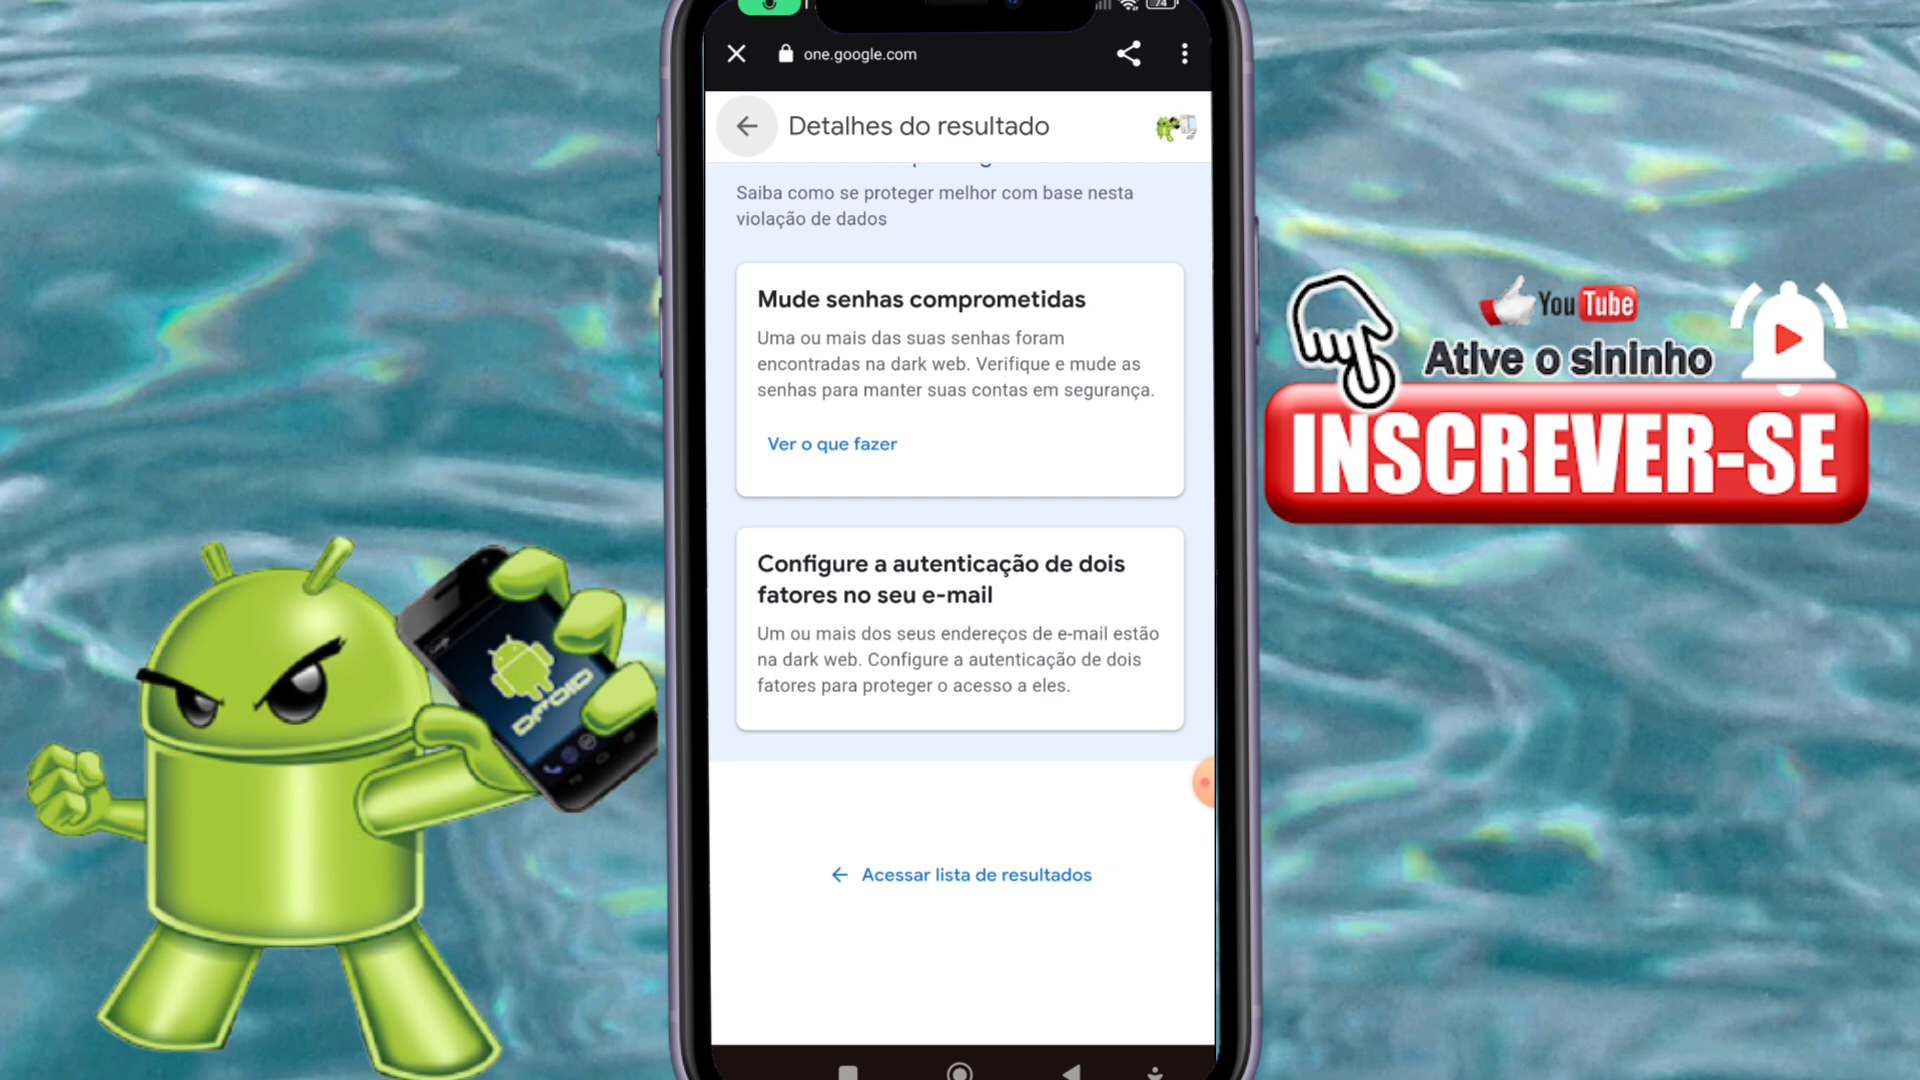 74
one.google.com
Detalhes do resultado
Saiba como se proteger melhor com base nesta
violação de dados
Mude senhas comprometidas
Uma ou mais das suas senhas foram
encontradas na dark web. Verifique e mude as
senhas para manter suas contas em segurança.
Ver o que fazer
Configure a autenticação de dois
fatores no seu e-mail
Um ou mais dos seus endereços de e-mail estão
na dark web. Configure a autenticação de dois
fatores para proteger o acesso a eles.
Acessar lista de resultados
YouTube
Ative o sininho
INSCREVER-SE
Google
DROID